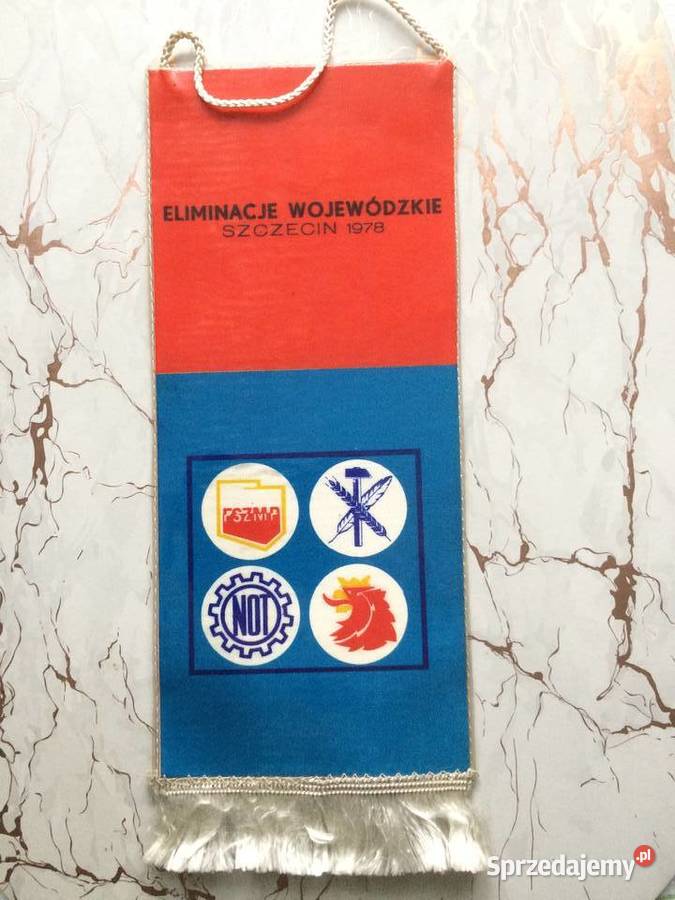 ELIMINACJE WOJEWÓDZKIE
SZCZECIN 1978
FSZMP
NOT
Sprzedajemy.pl